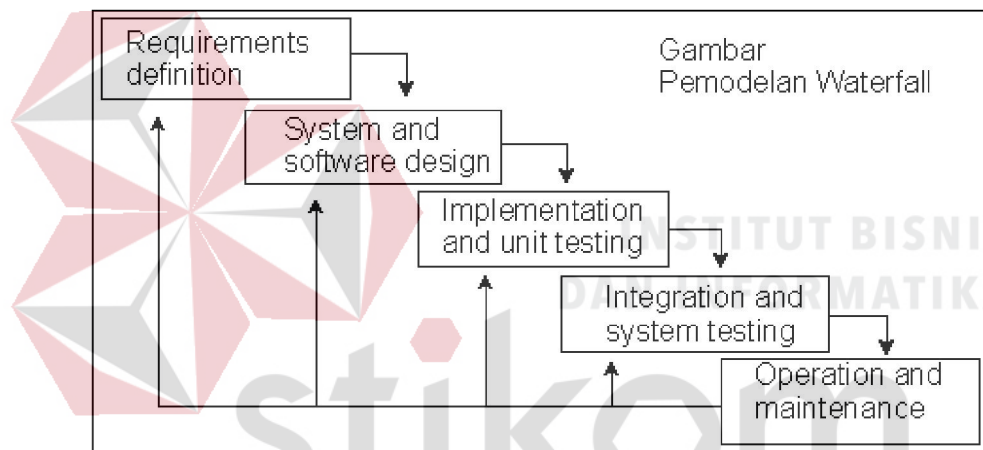 Requirements
definition
Gambar
Pemodelan Waterfall
System and
software design
Implementation
and unit testing
INSTITUT BISNI
DAN INFORMATIK
Integration and
system testing
Operation and
maintenance
stikom